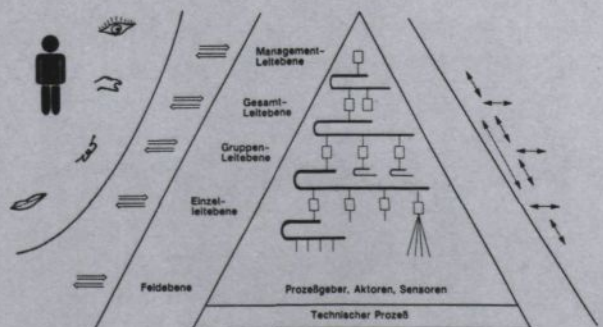 Management-
Leitebene
Gesamt-
Leitebene
Gruppen-
Leitebene
Einzel-
leitebene
Feldebene
Prozeßgeber, Aktoren, Sensoren
Technischer Prozeß